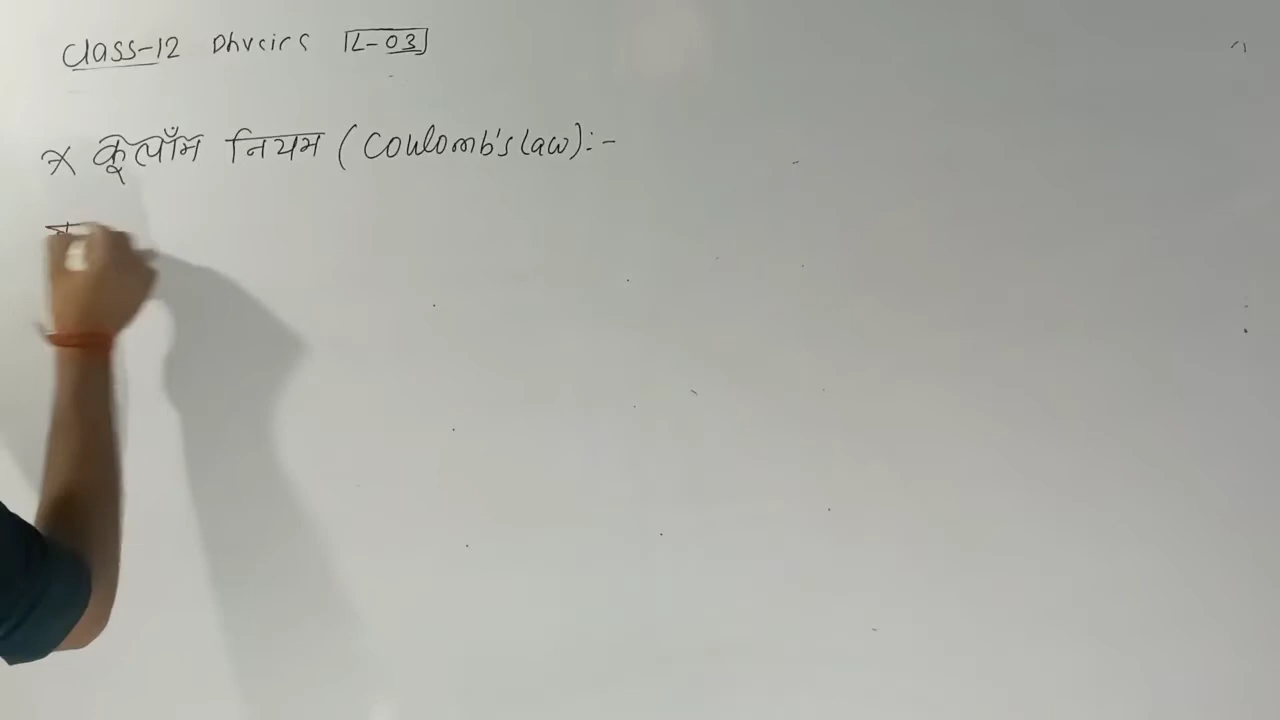 Class-12 Physics L-03
* कूलाँम नियम (Coulomb's law):-